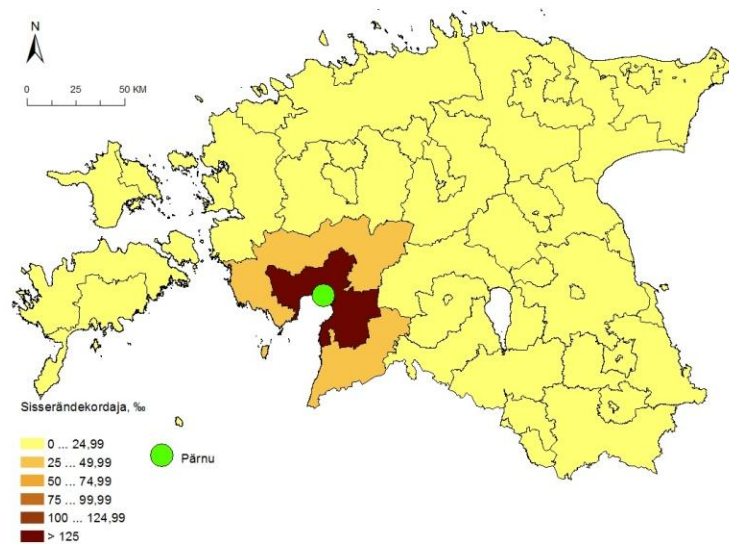 N
0 25 50 KM
Sisserändekordaja, ‰
0 ... 24,99
25 ... 49,99
50 ... 74,99
75 ... 99,99
100 ... 124,99
> 125
Pärnu